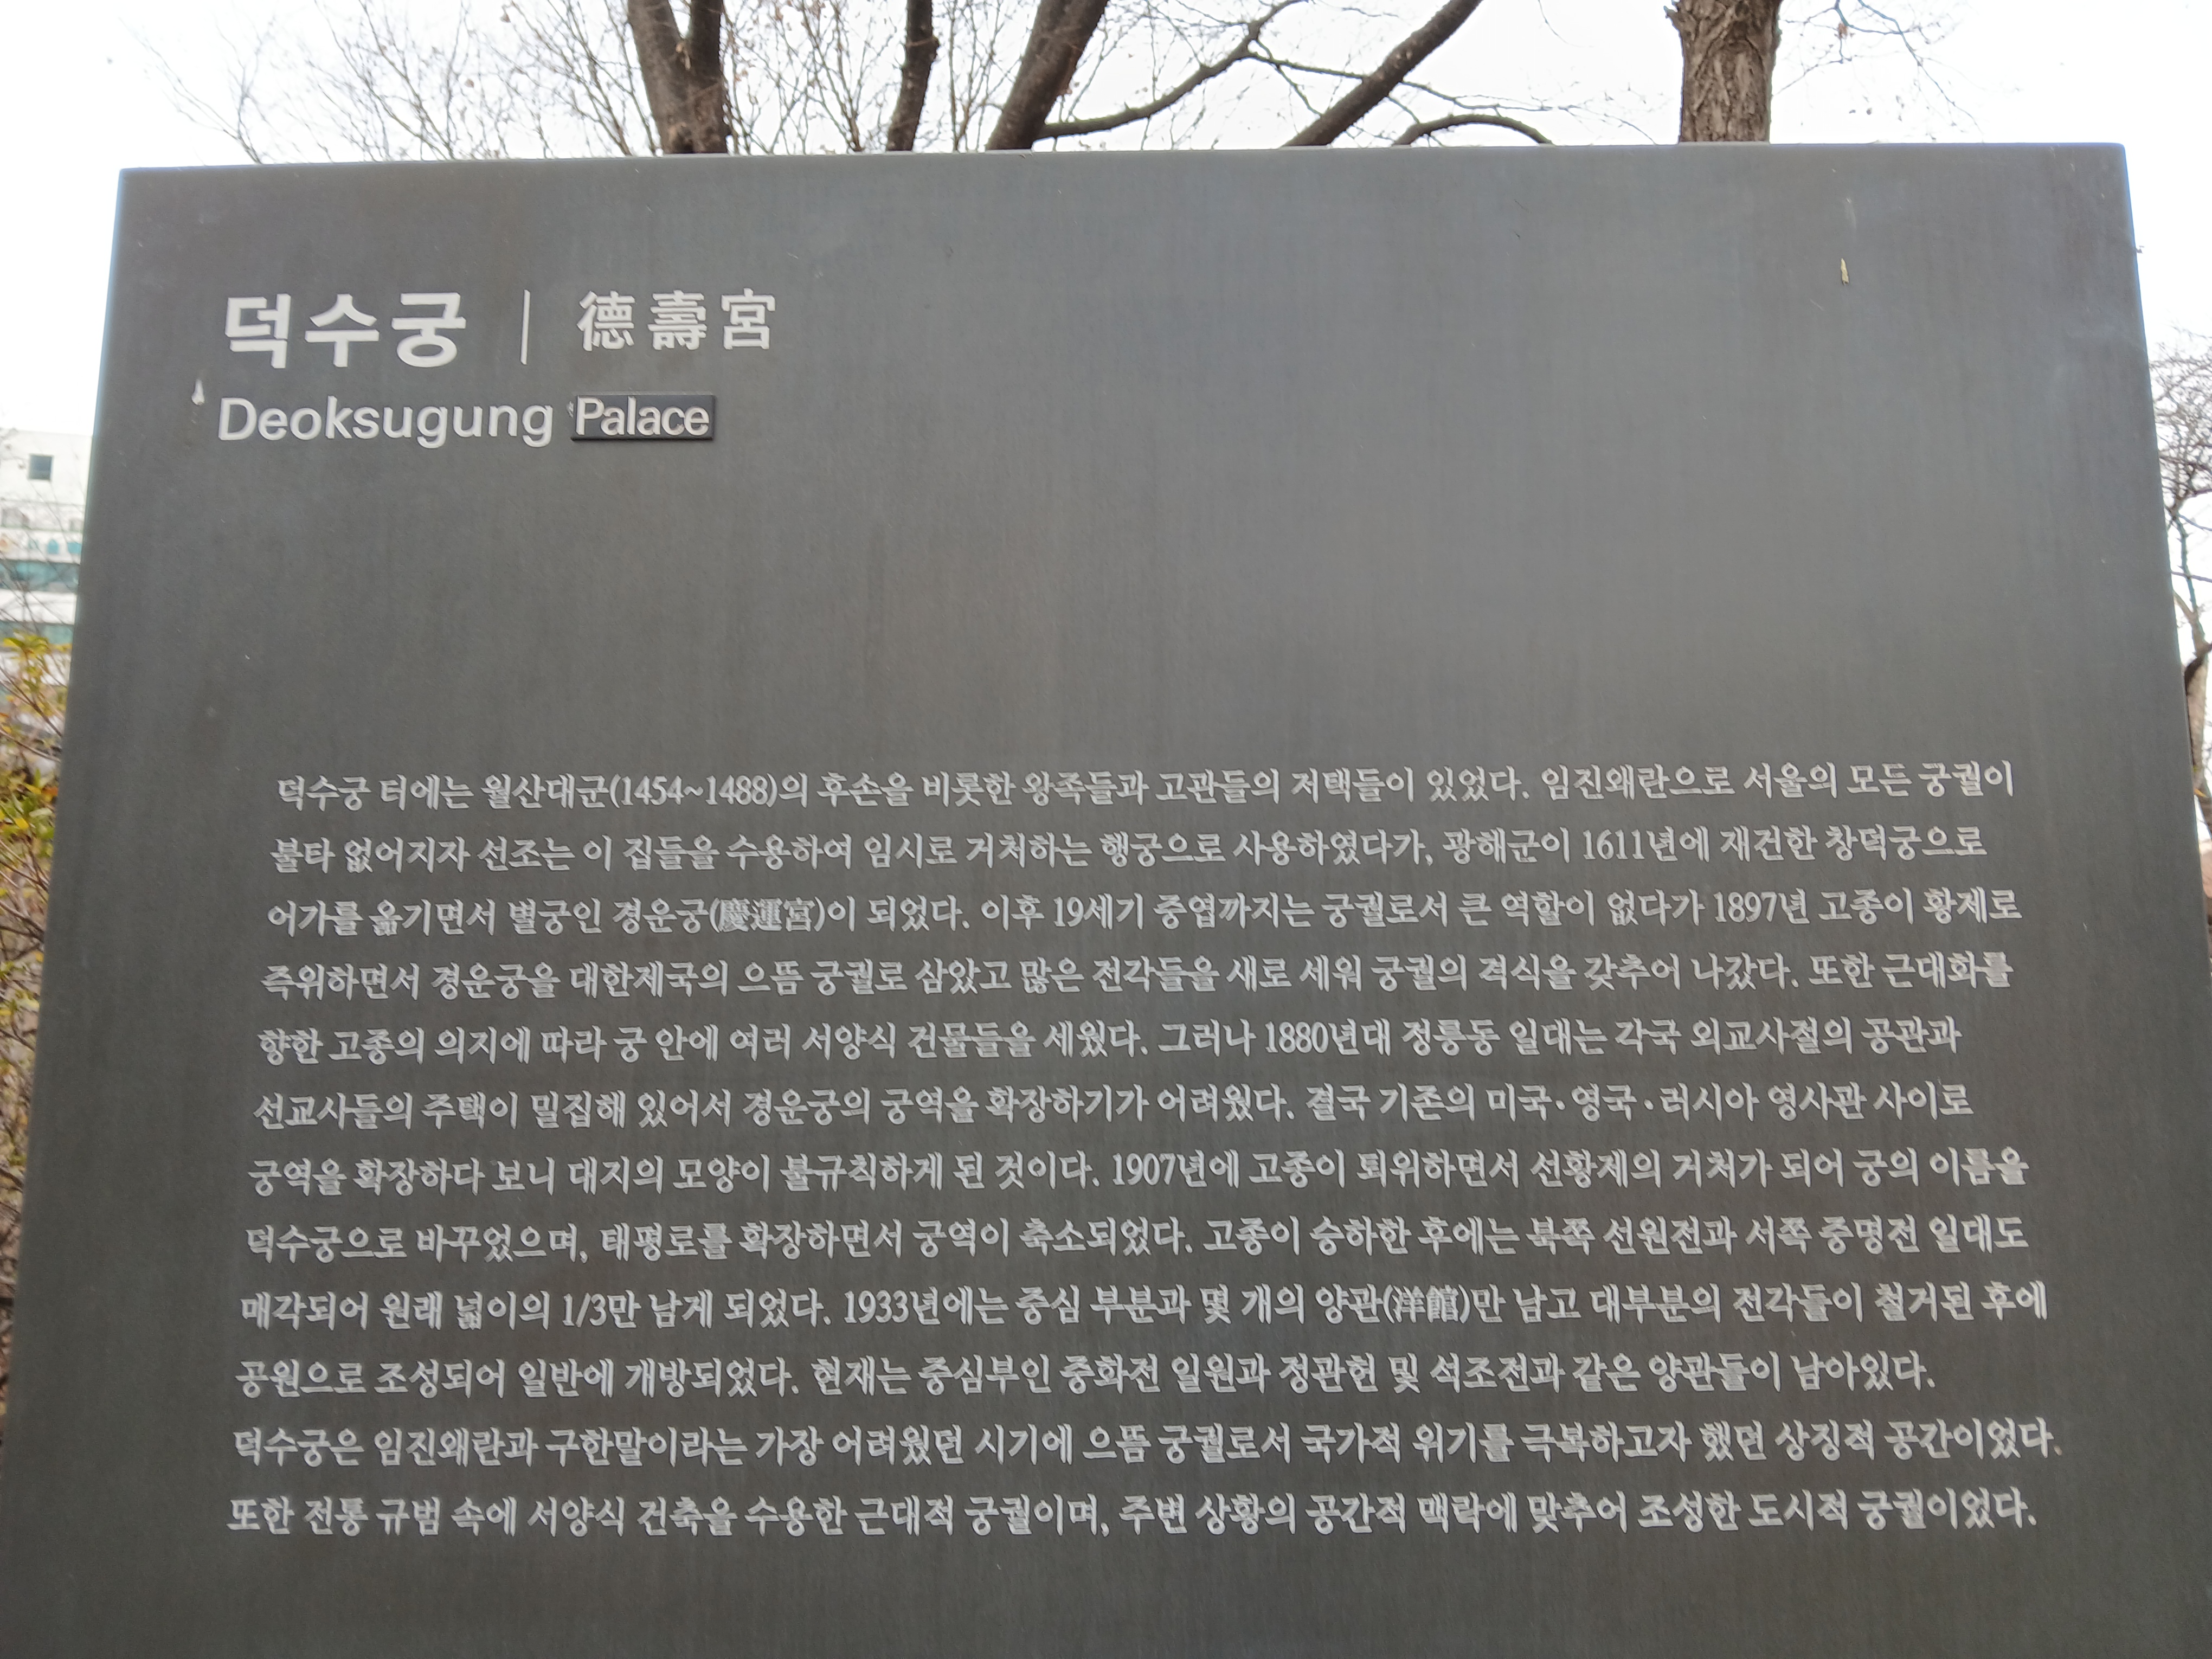 덕수궁 | 德壽宮
Deoksugung Palace
덕수궁 터에는 월산대군(1454~1488)의 후손을 비롯한 왕족들과 고관들의 저택들이 있었다. 임진왜란으로 서울의 모든 궁궐이
불타 없어지자 선조는 이 집들을 수용하여 임시로 거처하는 행궁으로 사용하였다가, 광해군이 1611년에 재건한 창덕궁으로
어가를 옮기면서 별궁인 경운궁(慶運宮)이 되었다. 이후 19세기 중엽까지는 궁궐로서 큰 역할이 없다가 1897년 고종이 황제로
즉위하면서 경운궁을 대한제국의 으뜸 궁궐로 삼았고 많은 전각들을 새로 세워 궁궐의 격식을 갖추어 나갔다. 또한 근대화를
향한 고종의 의지에 따라 궁 안에 여러 서양식 건물들을 세웠다. 그러나 1880년대 정릉동 일대는 각국 외교사절의 공관과
선교사들의 주택이 밀집해 있어서 경운궁의 궁역을 확장하기가 어려웠다. 결국 기존의 미국·영국·러시아 영사관 사이로
궁역을 확장하다 보니 대지의 모양이 불규칙하게 된 것이다. 1907년에 고종이 퇴위하면서 선황제의 거처가 되어 궁의 이름을
덕수궁으로 바꾸었으며, 태평로를 확장하면서 궁역이 축소되었다. 고종이 승하한 후에는 북쪽 선원전과 서쪽 중명전 일대도
매각되어 원래 넓이의 1/3만 남게 되었다. 1933년에는 중심 부분과 몇 개의 양관(洋館)만 남고 대부분의 전각들이 철거된 후에
공원으로 조성되어 일반에 개방되었다. 현재는 중심부인 중화전 일원과 정관헌 및 석조전과 같은 양관들이 남아있다.
덕수궁은 임진왜란과 구한말이라는 가장 어려웠던 시기에 으뜸 궁궐로서 국가적 위기를 극복하고자 했던 상징적 공간이었다.
또한 전통 규범 속에 서양식 건축을 수용한 근대적 궁궐이며, 주변 상황의 공간적 맥락에 맞추어 조성한 도시적 궁궐이었다.